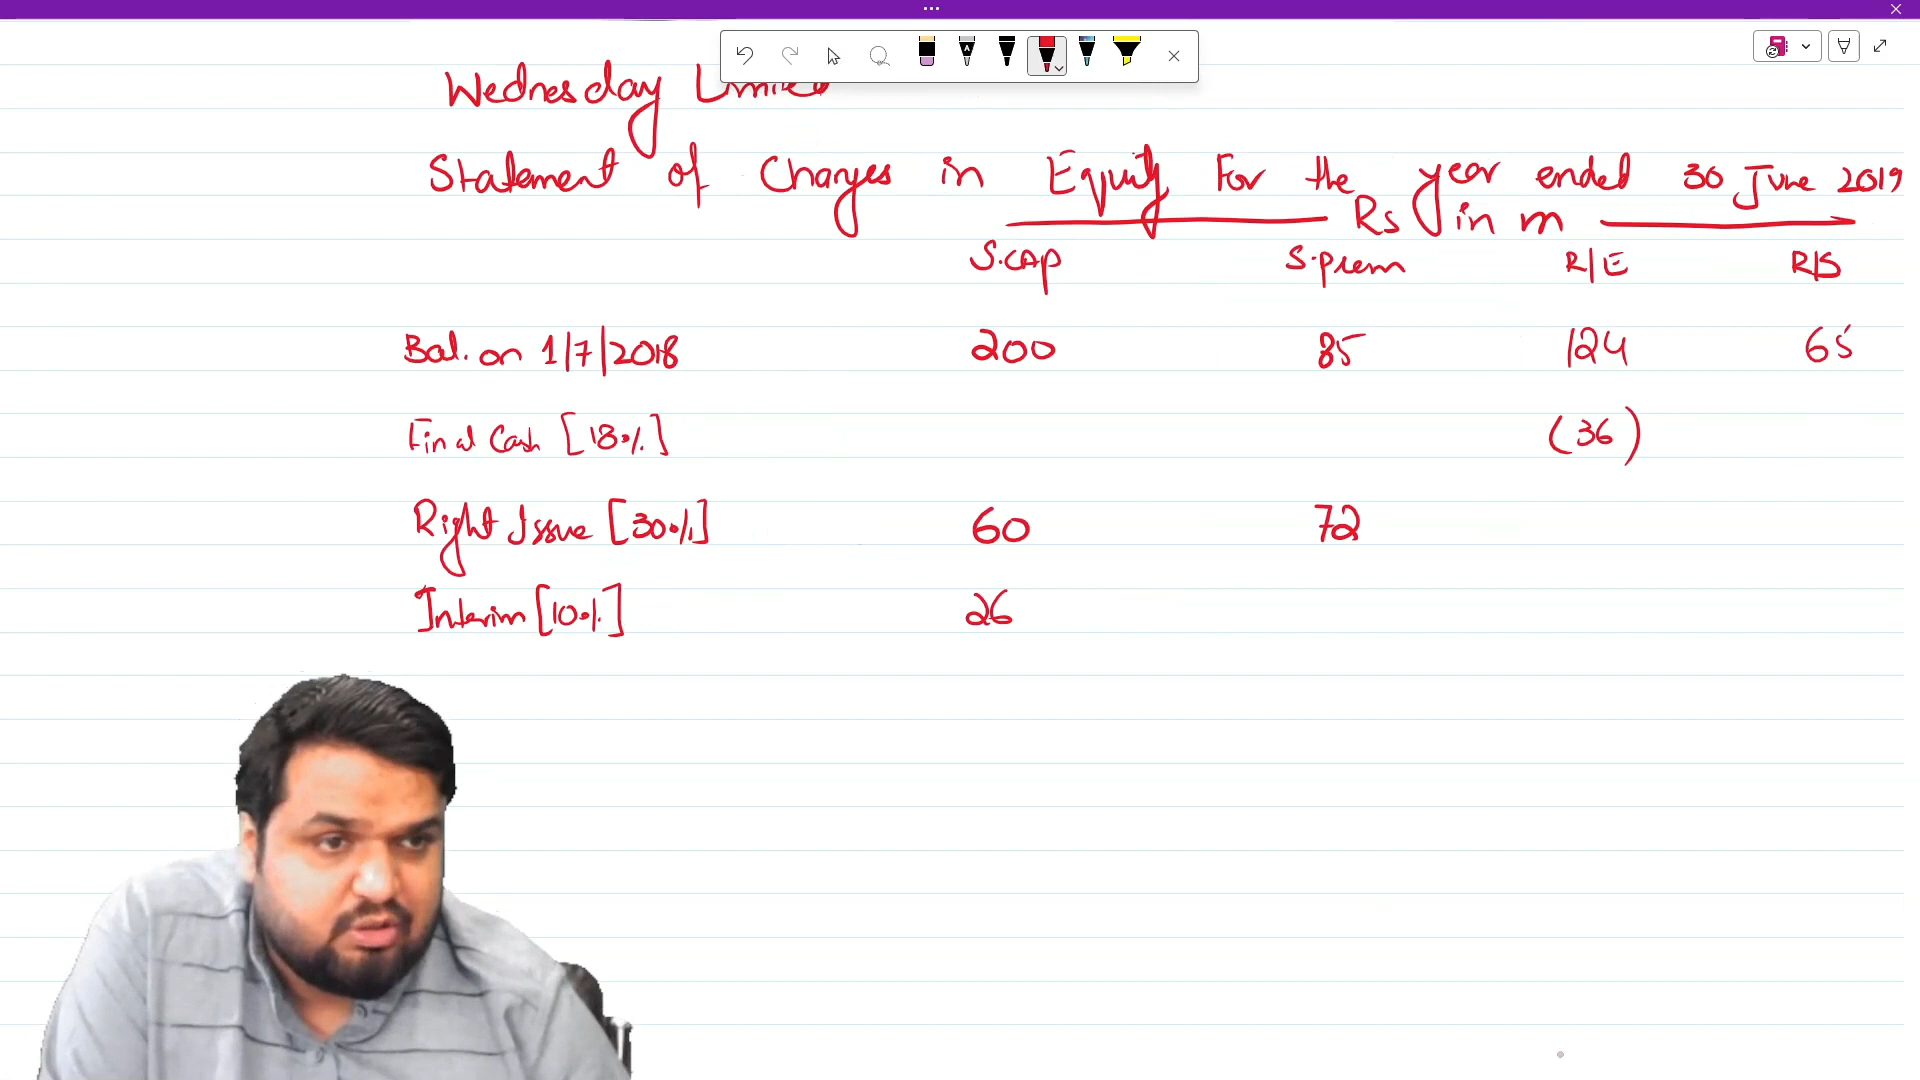 Wednesday Limited
Statement of Changes in Equity For the year ended 30 June 2019
Rs in m
S.CAP S.prem R/E R/S
Bal. on 1/7/2018 200 85 124 65
Final Cash [18%] (36)
Right Issue [30%] 60 72
Interim [10%] 26